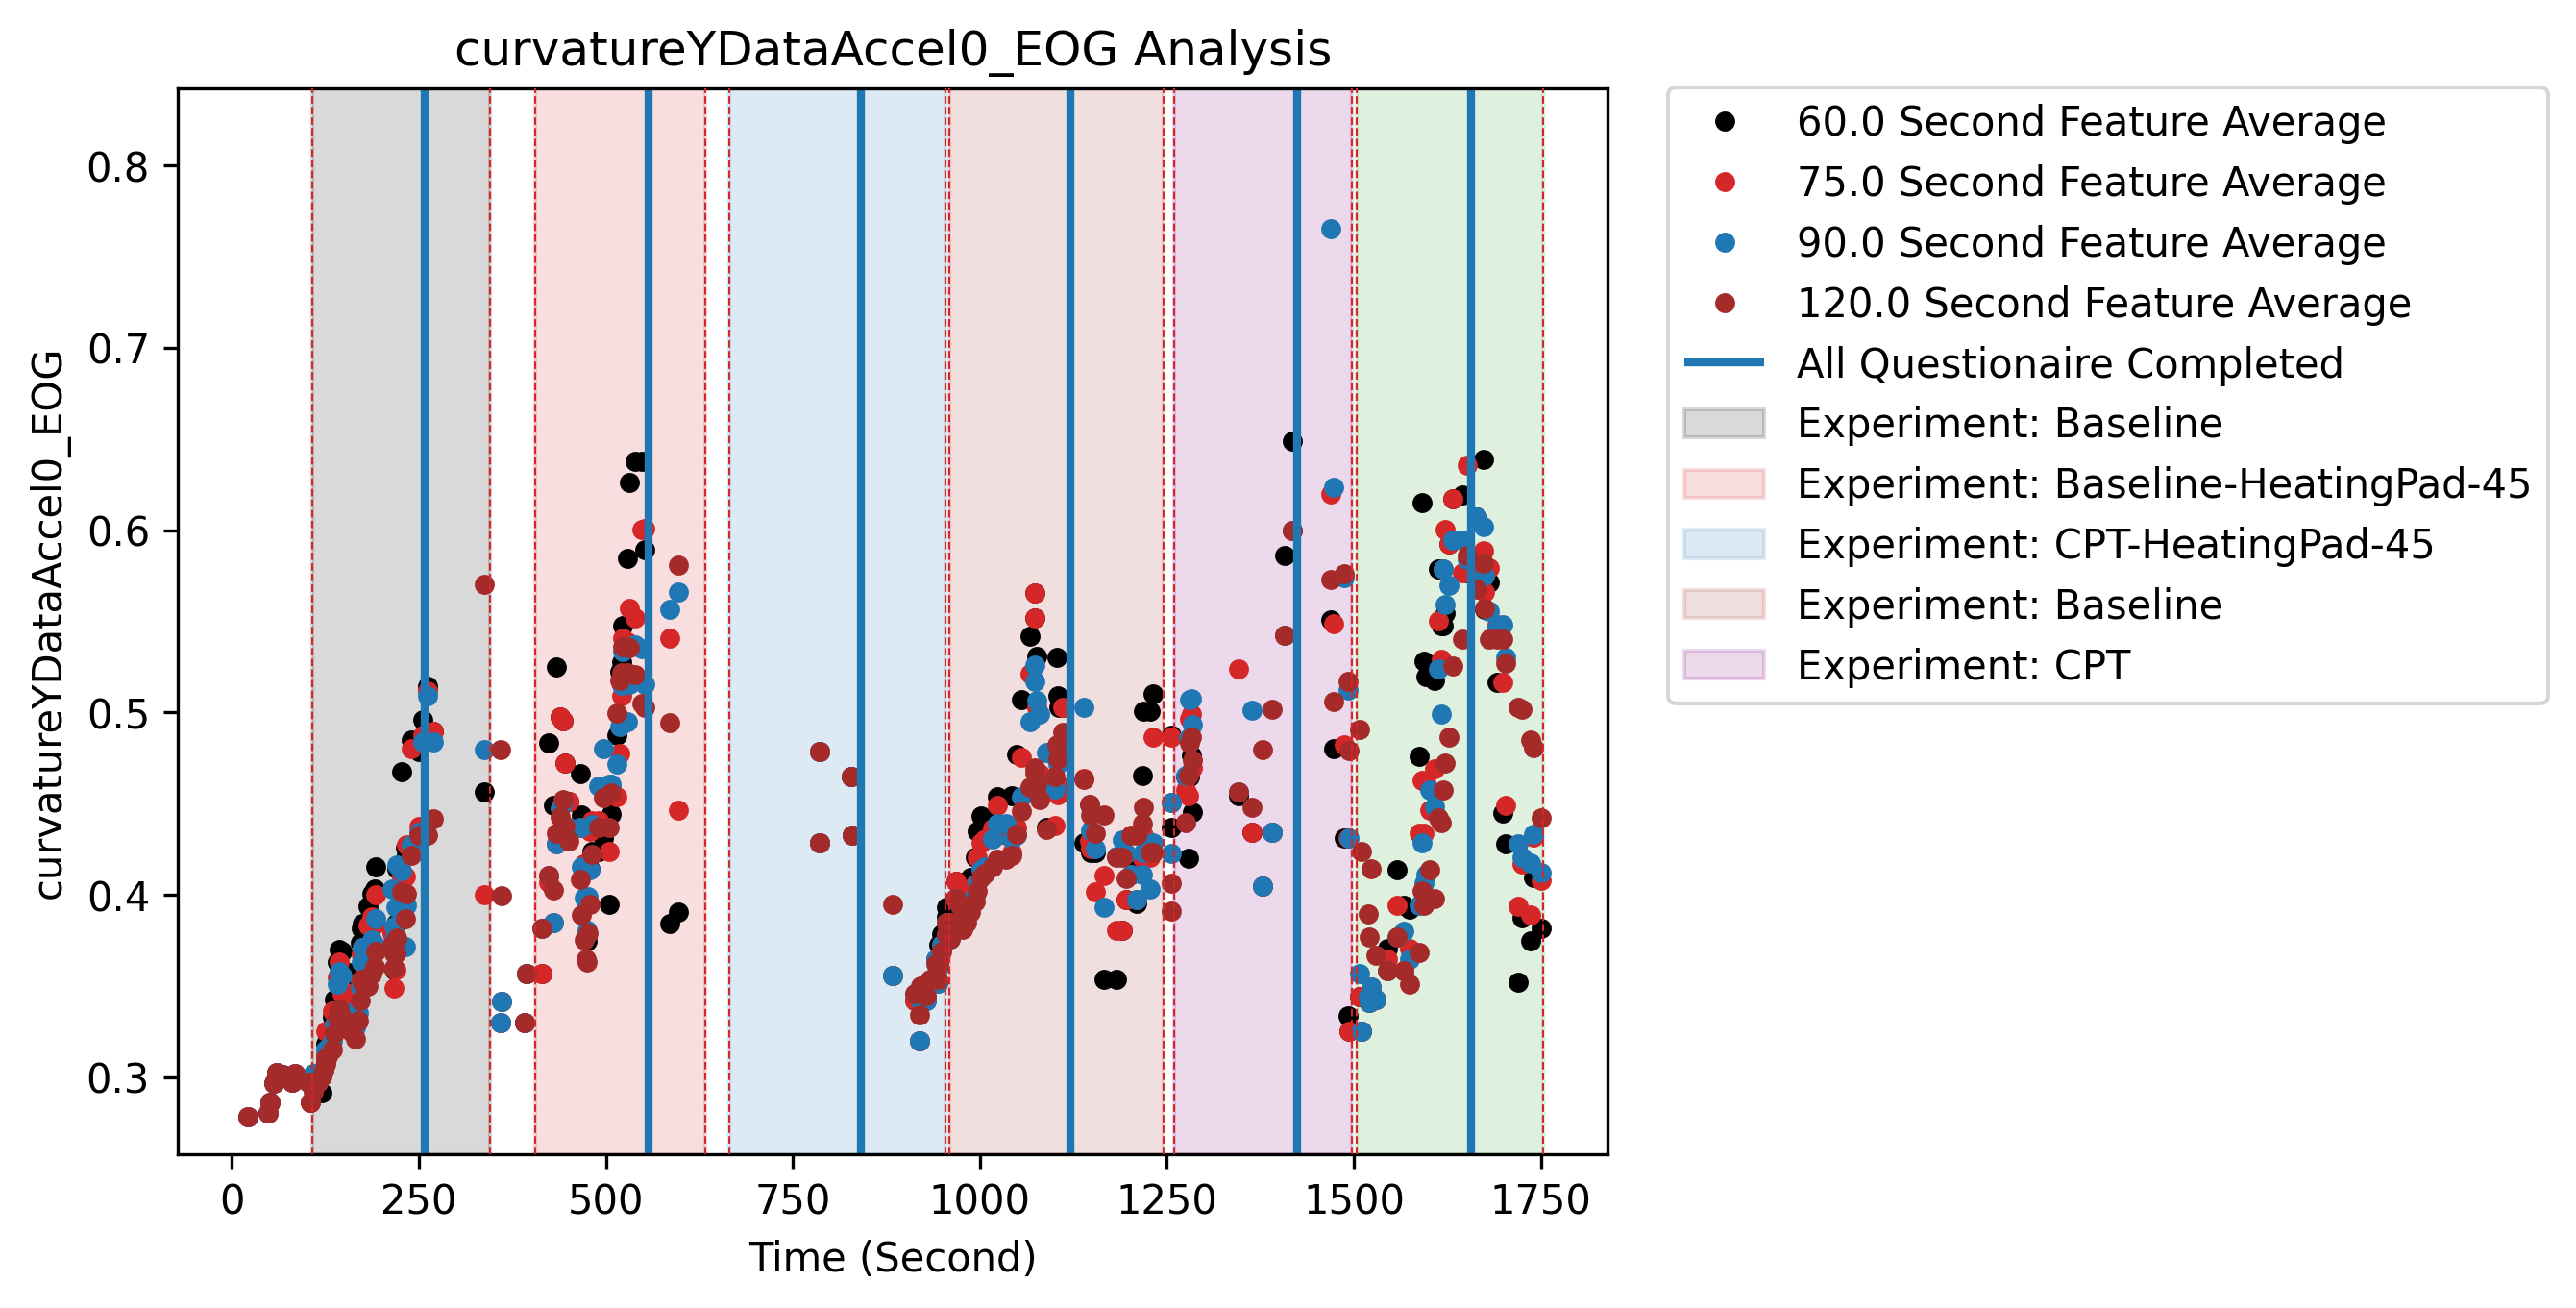 curvatureYDataAccel0_EOG Analysis
curvatureYDataAccel0_EOG
0.8
0.7
0.6
0.5
0.4
0.3
0 250 500 750 1000 1250 1500 1750
Time (Second)
60.0 Second Feature Average
75.0 Second Feature Average
90.0 Second Feature Average
120.0 Second Feature Average
All Questionaire Completed
Experiment: Baseline
Experiment: Baseline-HeatingPad-45
Experiment: CPT-HeatingPad-45
Experiment: Baseline
Experiment: CPT